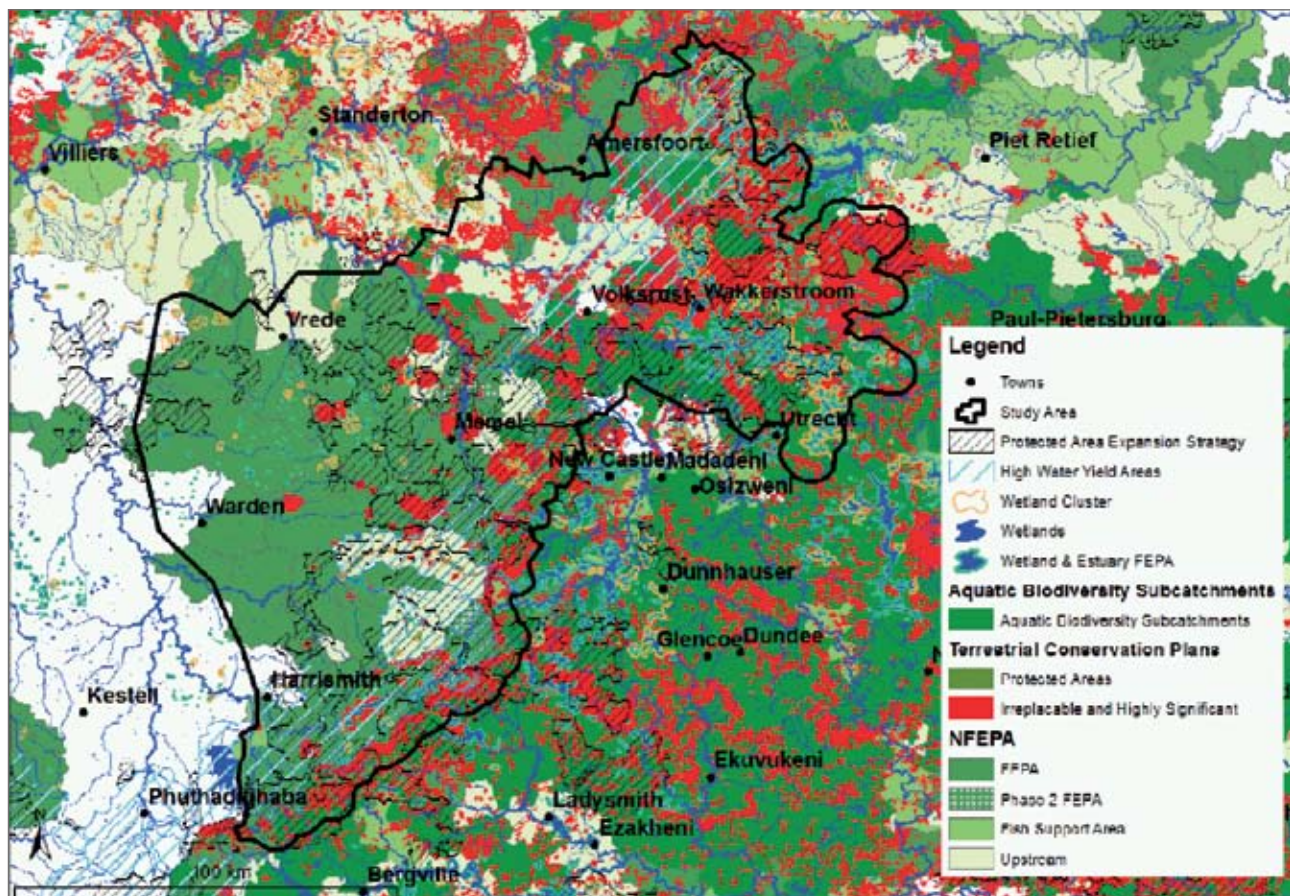 Standerton
Villiers
Amersfoort
Piet Retief
Volksrust
Wakkerstroom
Vrede
Paul-Pietersburg
Memel
Utrecht
New Castle
Madadeni
Osizweni
Warden
Dunnhauser
Glencoe
Dundee
Harrismith
Kestell
Ekuvukeni
Phuthaditjhaba
Ladysmith
Ezakheni
Bergville
100 km
Legend
Towns
Study Area
Protected Area Expansion Strategy
High Water Yield Areas
Wetland Cluster
Wetlands
Wetland & Estuary FEPA
Aquatic Biodiversity Subcatchments
Aquatic Biodiversity Subcatchments
Terrestrial Conservation Plans
Protected Areas
Irreplacable and Highly Significant
NFEPA
FEPA
Phase 2 FEPA
Fish Support Area
Upstream